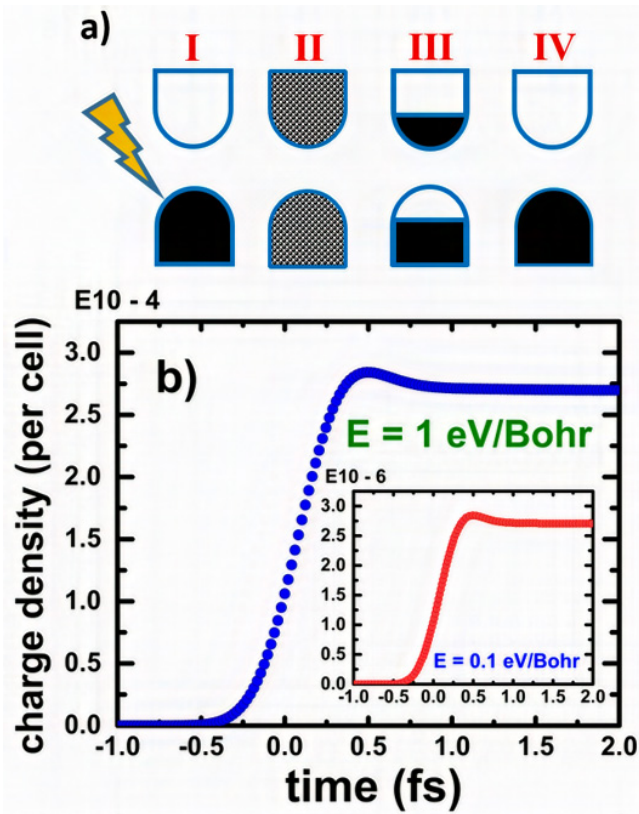 a)
I II III IV
E10 - 4
b)
3.0
2.5
2.0
1.5
1.0
0.5
0.0
charge density (per cell)
E = 1 eV/Bohr
E10 - 6
3.0
2.5
2.0
1.5
1.0
0.5
0.0
E = 0.1 eV/Bohr
-1.0 -0.5 0.0 0.5 1.0 1.5 2.0
-1.0 -0.5 0.0 0.5 1.0 1.5 2.0
time (fs)